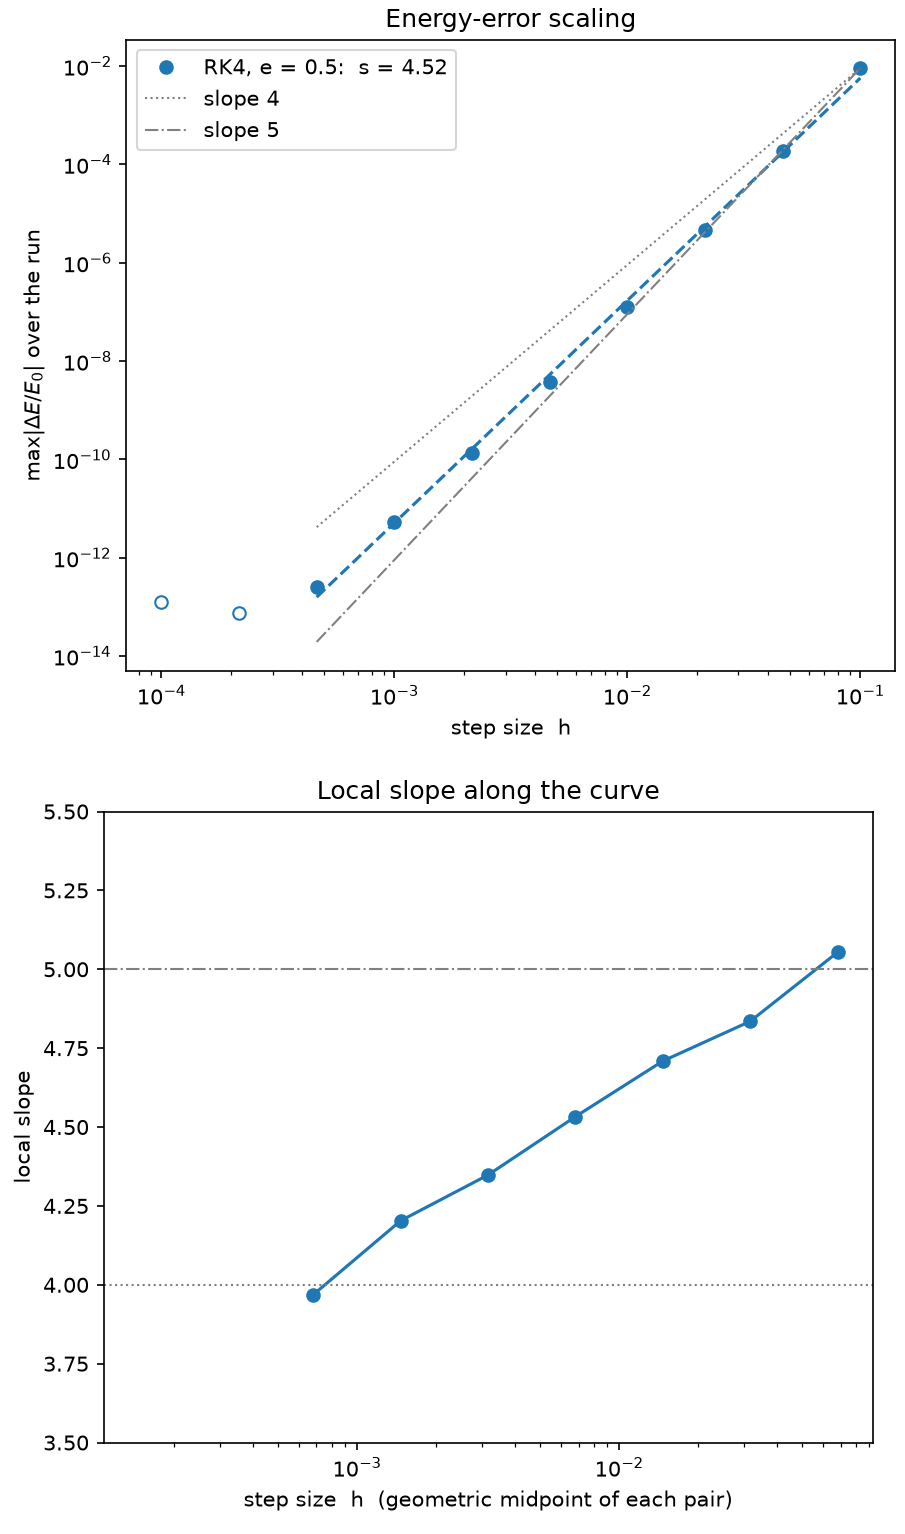 Energy-error scaling
RK4, e = 0.5:  s = 4.52
slope 4
slope 5
max|ΔE/E₀| over the run
10⁻²
10⁻⁴
10⁻⁶
10⁻⁸
10⁻¹⁰
10⁻¹²
10⁻¹⁴
10⁻⁴ 10⁻³ 10⁻² 10⁻¹
step size  h
Local slope along the curve
local slope
5.50
5.25
5.00
4.75
4.50
4.25
4.00
3.75
3.50
10⁻³ 10⁻²
step size  h  (geometric midpoint of each pair)